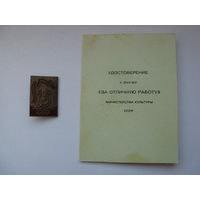 УДОСТОВЕРЕНИЕ
К ЗНАЧКУ
«ЗА ОТЛИЧНУЮ РАБОТУ»
МИНИСТЕРСТВА КУЛЬТУРЫ
СССР